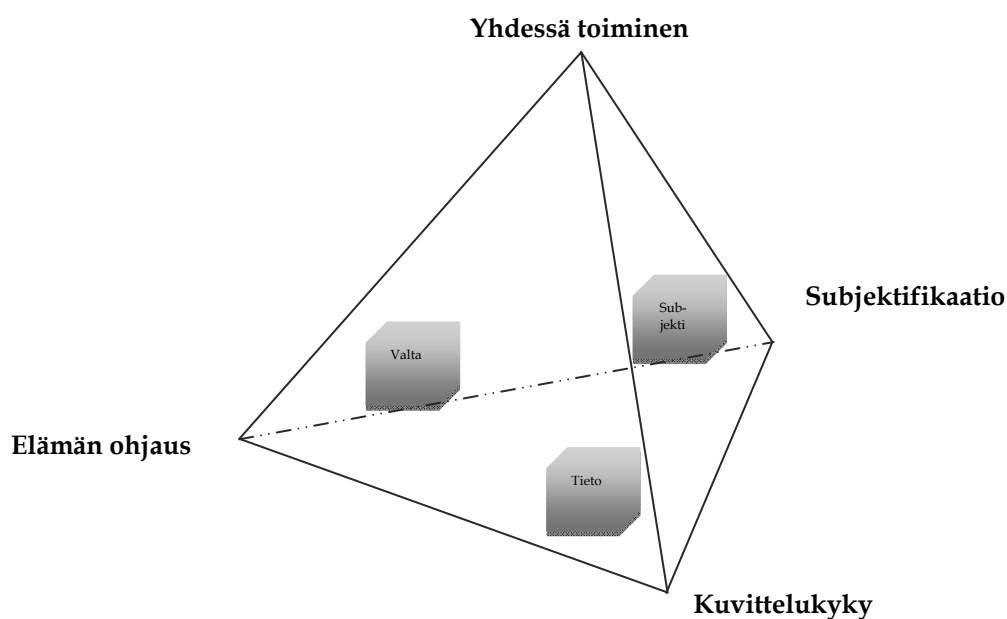 Yhdessä toiminen
Subjektifikaatio
Sub-
jekti
Valta
Elämän ohjaus
Tieto
Kuvittelukyky